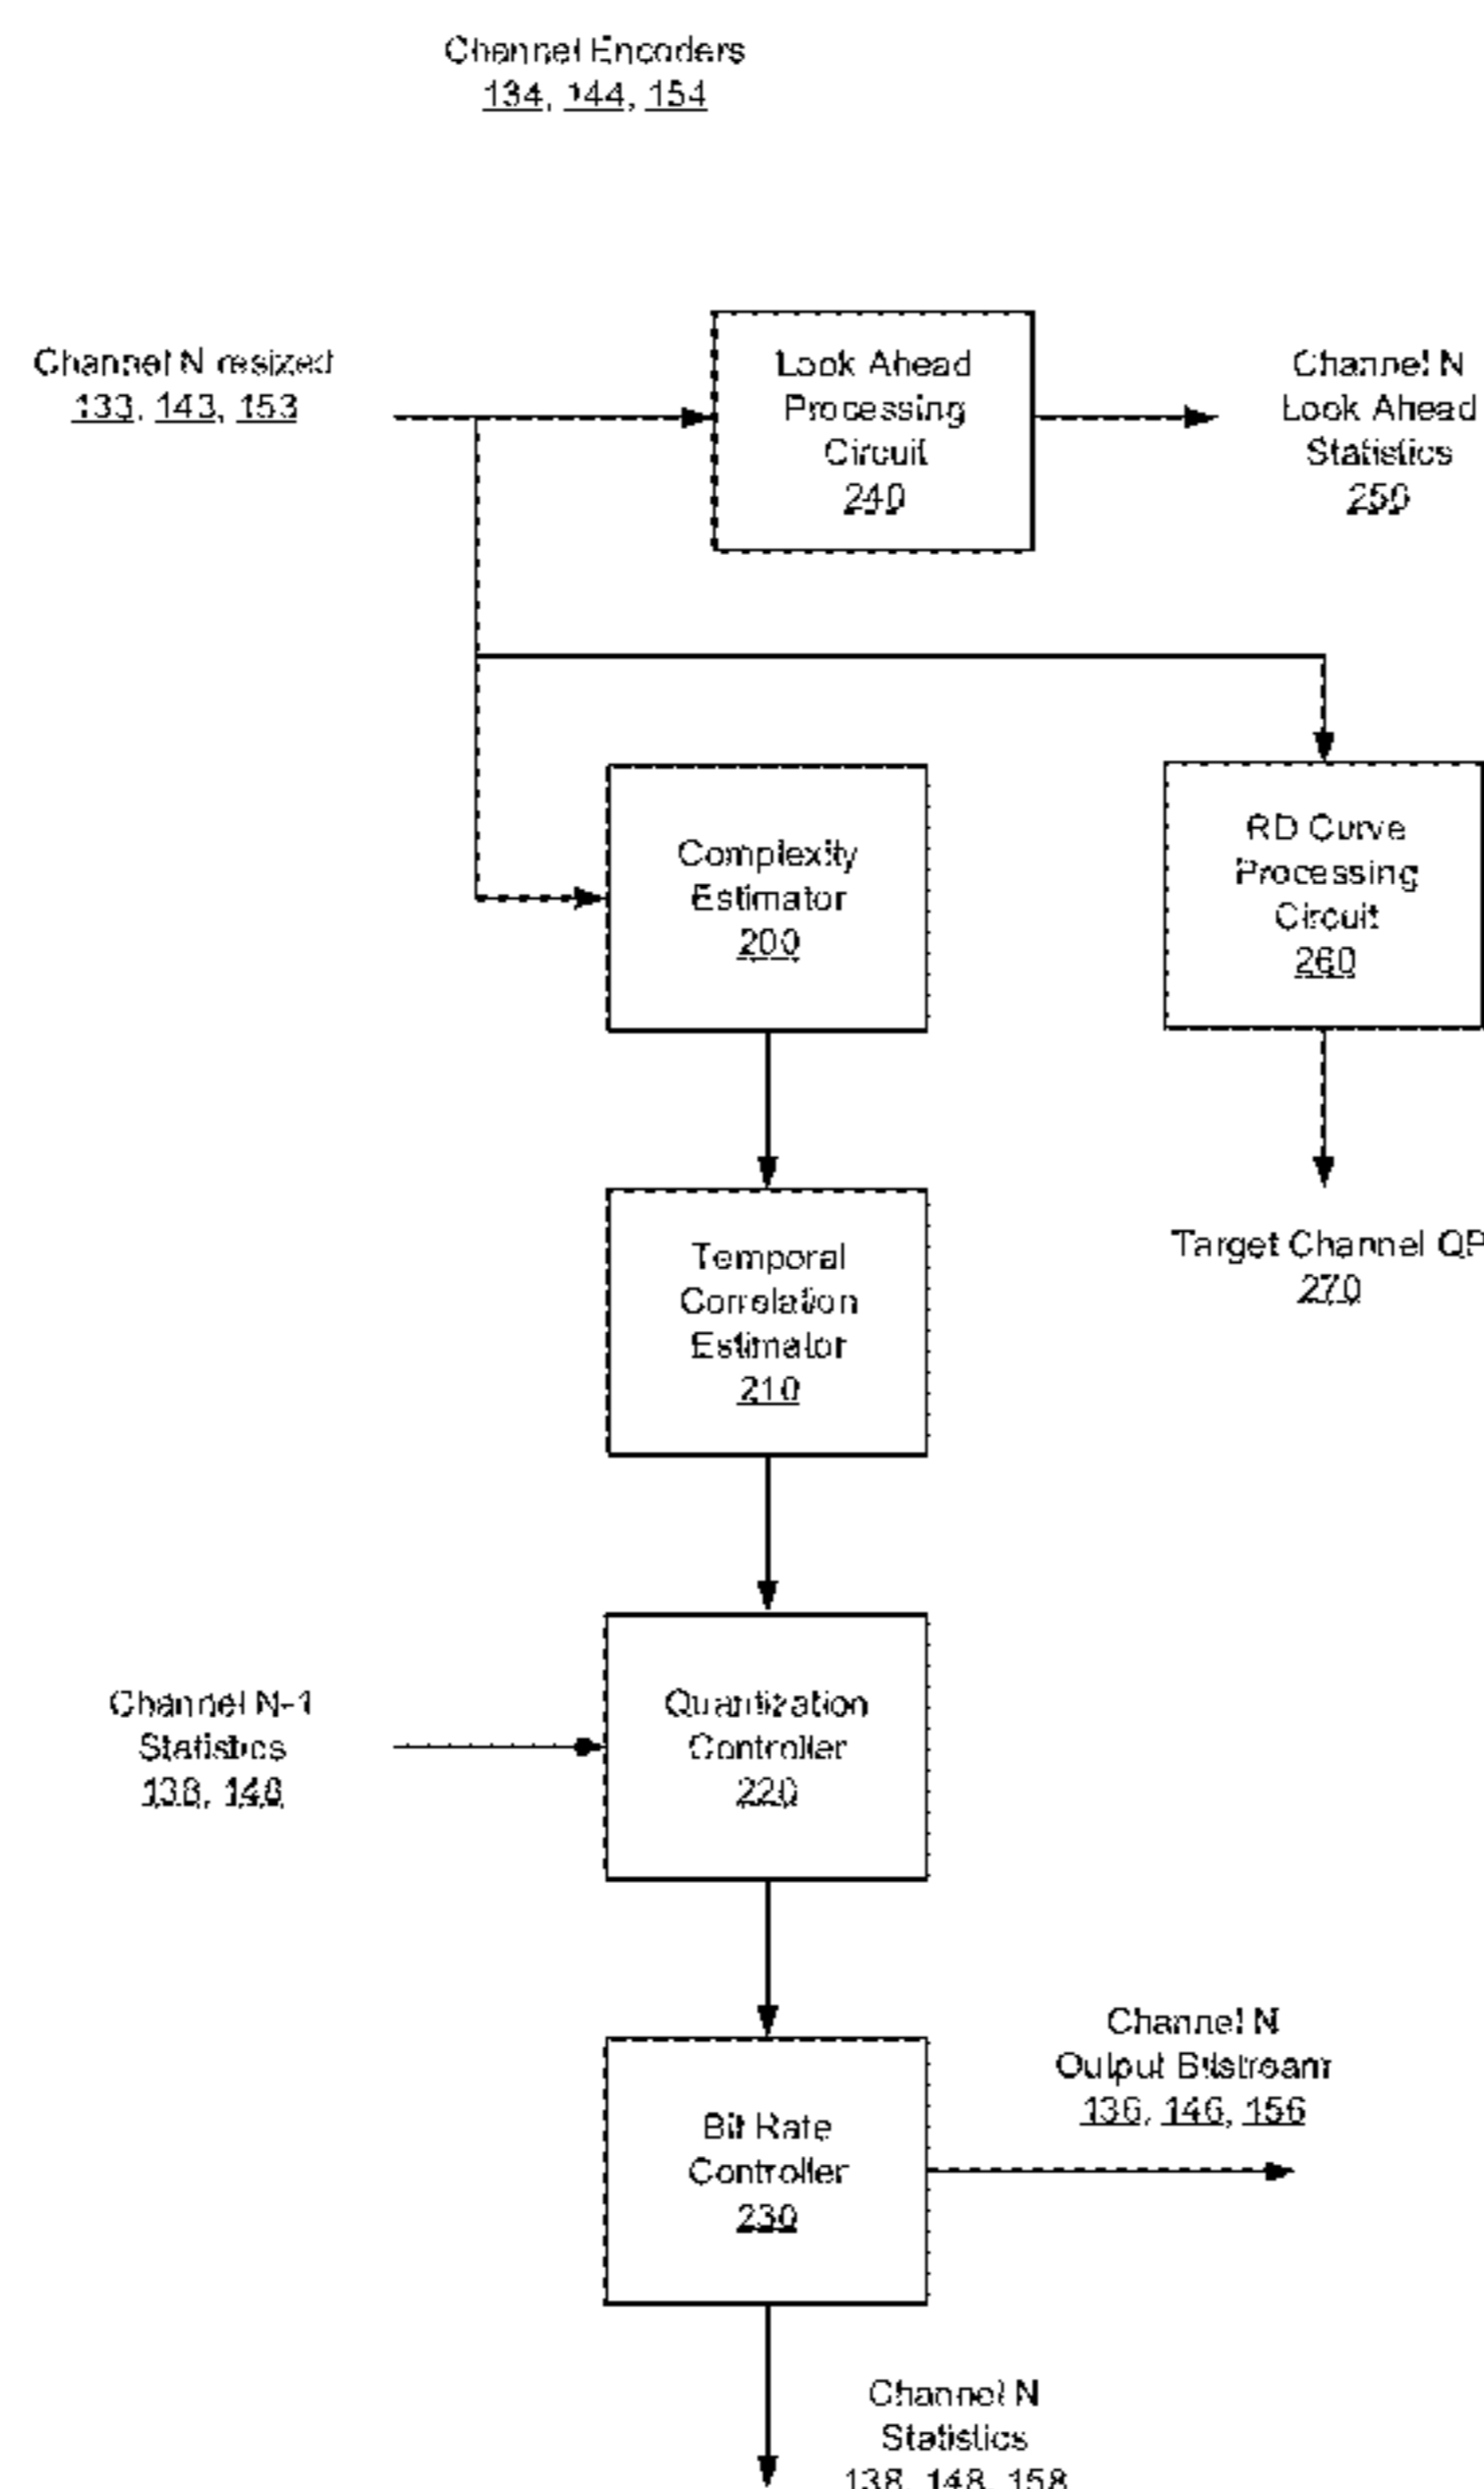 Channel Encoders
134, 144, 154
Channel N resized
133, 143, 153
Look Ahead
Processing
Circuit
240
Channel N
Look Ahead
Statistics
250
Complexity
Estimator
200
RD Curve
Processing
Circuit
260
Temporal
Correlation
Estimator
210
Target Channel QP
270
Channel N-1
Statistics
138, 148
Quantization
Controller
220
Channel N
Output Bitstream
136, 146, 156
Bit Rate
Controller
230
Channel N
Statistics
138, 148, 158